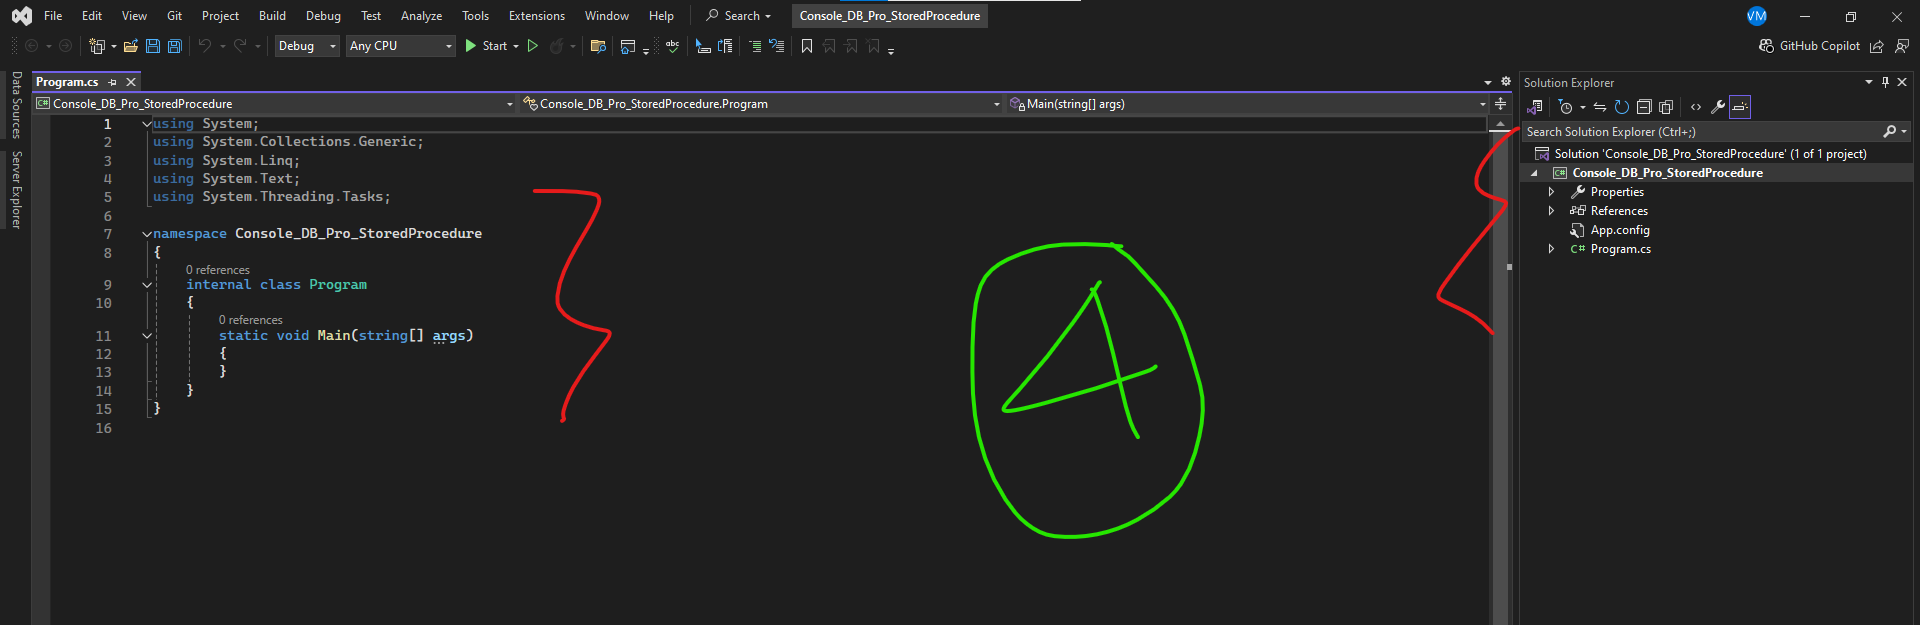 File Edit View Git Project Build Debug Test Analyze Tools Extensions Window Help Search Console_DB_Pro_StoredProcedure VM
Debug Any CPU Start abc GitHub Copilot
Data Sources
Server Explorer
Program.cs
Console_DB_Pro_StoredProcedure Console_DB_Pro_StoredProcedure.Program Main(string[] args)
1 using System;
2 using System.Collections.Generic;
3 using System.Linq;
4 using System.Text;
5 using System.Threading.Tasks;
6
7 namespace Console_DB_Pro_StoredProcedure
8 {
0 references
9 internal class Program
10 {
0 references
11 static void Main(string[] args)
12 {
13 }
14 }
15 }
16
4
Solution Explorer
Search Solution Explorer (Ctrl+;)
Solution 'Console_DB_Pro_StoredProcedure' (1 of 1 project)
C# Console_DB_Pro_StoredProcedure
Properties
References
App.config
C# Program.cs